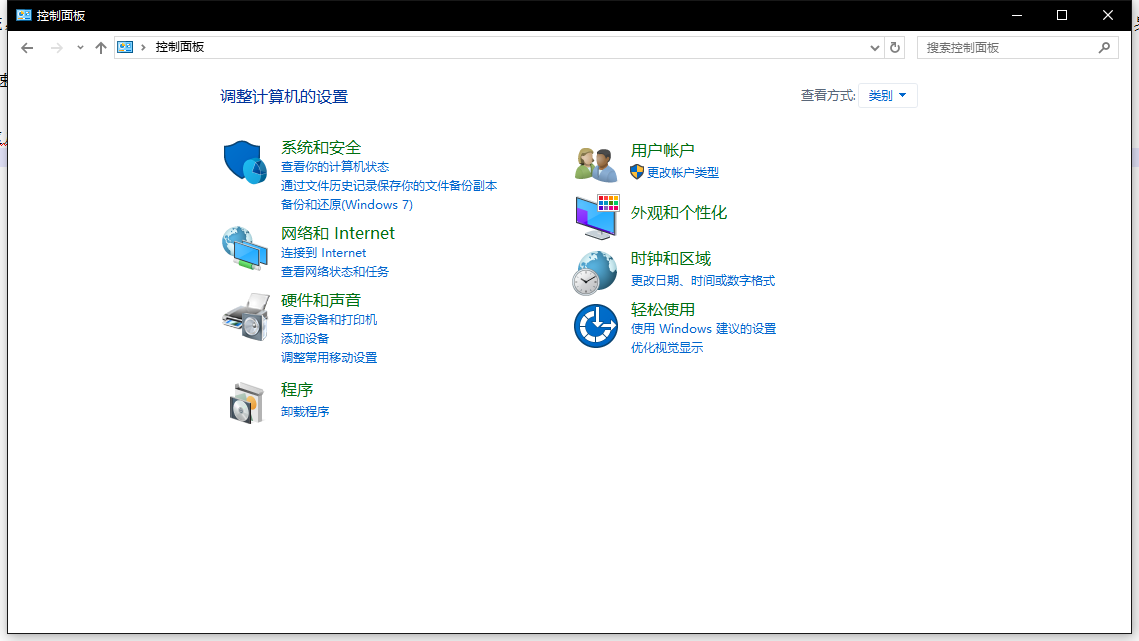 控制面板
控制面板
搜索控制面板
调整计算机的设置
查看方式: 类别
系统和安全
查看你的计算机状态
通过文件历史记录保存你的文件备份副本
备份和还原(Windows 7)
网络和 Internet
连接到 Internet
查看网络状态和任务
硬件和声音
查看设备和打印机
添加设备
调整常用移动设置
程序
卸载程序
用户帐户
更改帐户类型
外观和个性化
时钟和区域
更改日期、时间或数字格式
轻松使用
使用 Windows 建议的设置
优化视觉显示